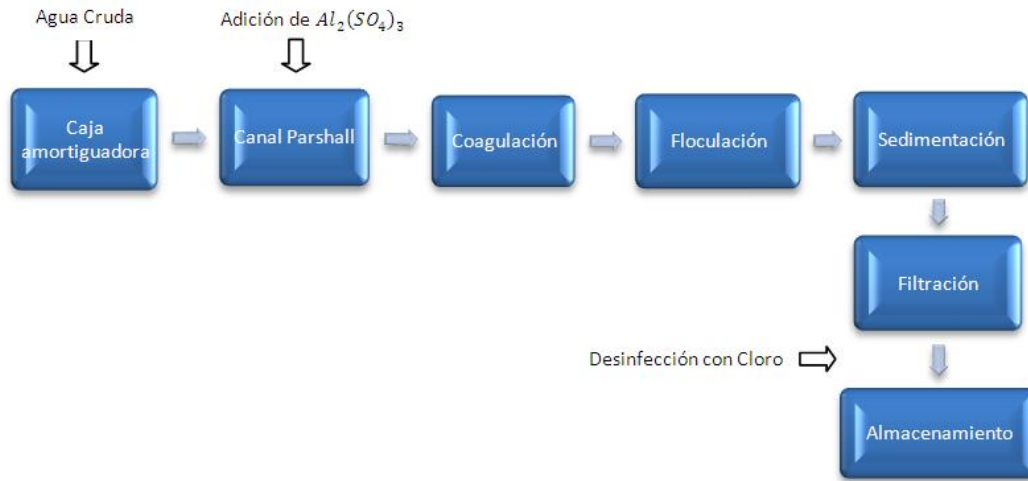 Agua Cruda
Adición de Al₂(SO₄)₃
Caja
amortiguadora
Canal Parshall
Coagulación
Floculación
Sedimentación
Filtración
Desinfección con Cloro
Almacenamiento